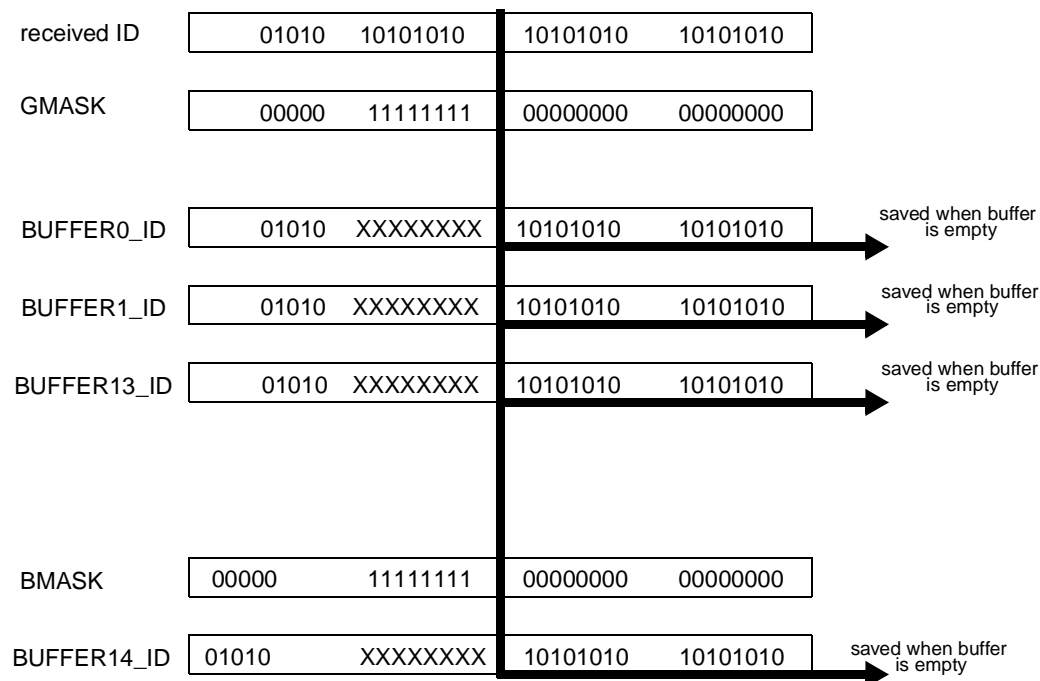 received ID 01010 10101010 10101010 10101010
GMASK 00000 11111111 00000000 00000000
BUFFER0_ID 01010 XXXXXXXX 10101010 10101010 saved when buffer
is empty
BUFFER1_ID 01010 XXXXXXXX 10101010 10101010 saved when buffer
is empty
BUFFER13_ID 01010 XXXXXXXX 10101010 10101010 saved when buffer
is empty
BMASK 00000 11111111 00000000 00000000
BUFFER14_ID 01010 XXXXXXXX 10101010 10101010 saved when buffer
is empty